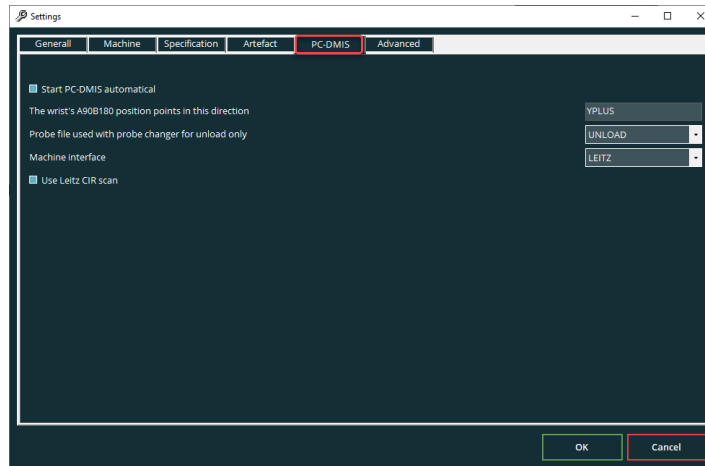 Settings
Generall Machine Specification Artefact PC-DMIS Advanced
Start PC-DMIS automatical
The wrist's A90B180 position points in this direction YPLUS
Probe file used with probe changer for unload only UNLOAD
Machine interface LEITZ
Use Leitz CIR scan
OK Cancel